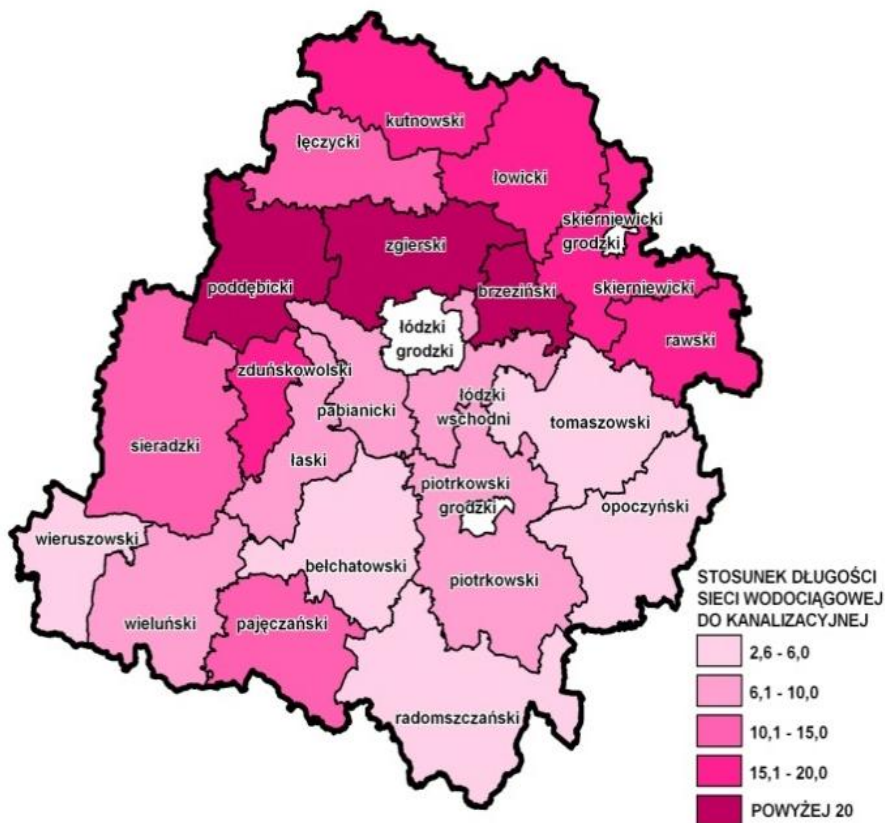 kutnowski
łęczycki
łowicki
skierniewicki
grodzki
zgierski
poddębicki
brzeziński
skierniewicki
łódzki
grodzki
rawski
zduńskowolski
łódzki
wschodni
pabianicki
tomaszowski
sieradzki
łaski
piotrkowski
grodzki
opoczyński
wieruszowski
bełchatowski
piotrkowski
wieluński
pajęczański
radomszczański
STOSUNEK DŁUGOŚCI
SIECI WODOCIĄGOWEJ
DO KANALIZACYJNEJ
2,6 - 6,0
6,1 - 10,0
10,1 - 15,0
15,1 - 20,0
POWYŻEJ 20